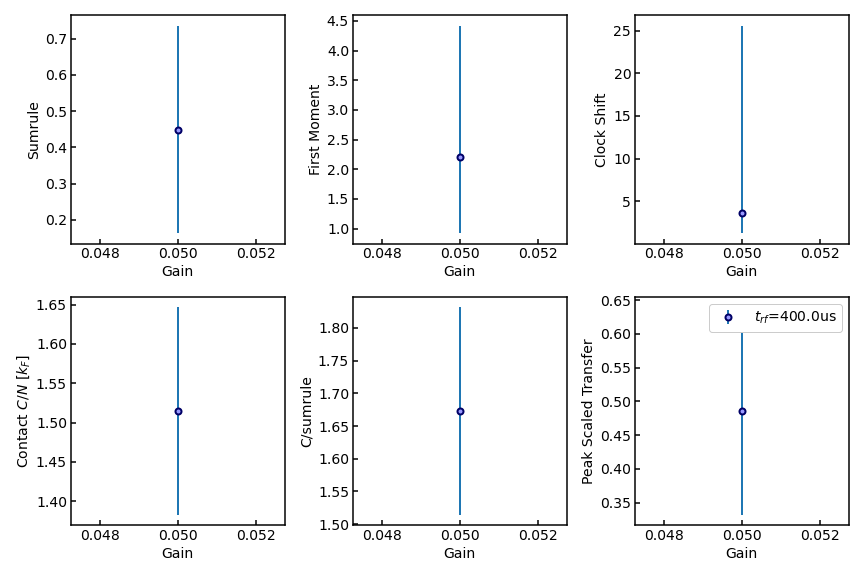 Sumrule
0.7
0.6
0.5
0.4
0.3
0.2
0.048 0.050 0.052
Gain
First Moment
4.5
4.0
3.5
3.0
2.5
2.0
1.5
1.0
0.048 0.050 0.052
Gain
Clock Shift
25
20
15
10
5
0.048 0.050 0.052
Gain
Contact C/N [k_F]
1.65
1.60
1.55
1.50
1.45
1.40
0.048 0.050 0.052
Gain
C/sumrule
1.80
1.75
1.70
1.65
1.60
1.55
1.50
0.048 0.050 0.052
Gain
Peak Scaled Transfer
0.65
0.60
0.55
0.50
0.45
0.40
0.35
t_rf=400.0us
0.048 0.050 0.052
Gain